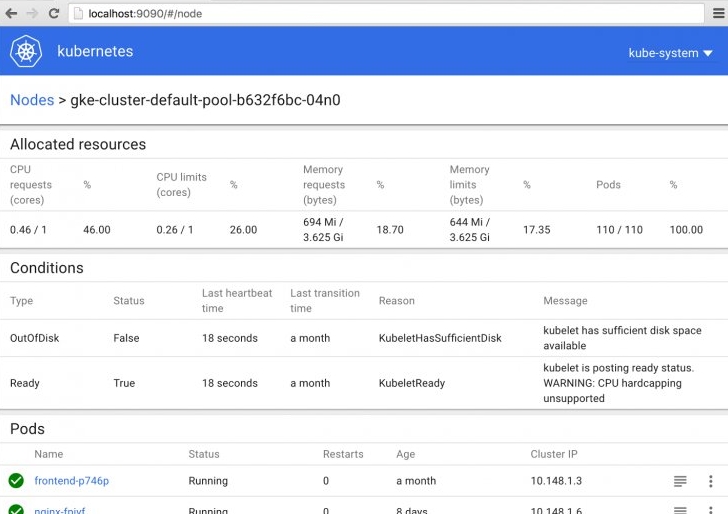 localhost:9090/#/node
kubernetes
kube-system
Nodes > gke-cluster-default-pool-b632f6bc-04n0
Allocated resources
CPU requests (cores) % CPU limits (cores) % Memory requests (bytes) % Memory limits (bytes) % Pods %
0.46 / 1 46.00 0.26 / 1 26.00 694 Mi / 3.625 Gi 18.70 644 Mi / 3.625 Gi 17.35 110 / 110 100.00
Conditions
Type Status Last heartbeat time Last transition time Reason Message
OutOfDisk False 18 seconds a month KubeletHasSufficientDisk kubelet has sufficient disk space available
Ready True 18 seconds a month KubeletReady kubelet is posting ready status. WARNING: CPU hardcapping unsupported
Pods
Name Status Restarts Age Cluster IP
frontend-p746p Running 0 a month 10.148.1.3
Running 0 8 days 10.148.1.6